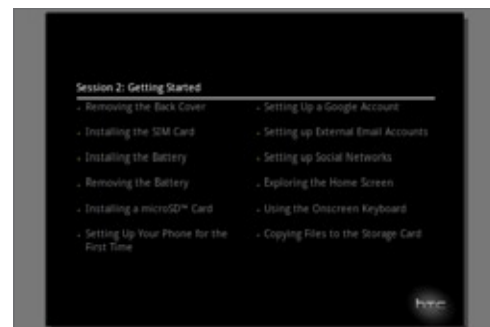 Session 2: Getting Started
- Removing the Back Cover
- Installing the SIM Card
- Installing the Battery
- Removing the Battery
- Installing a microSD™ Card
- Setting Up Your Phone for the
First Time
- Setting Up a Google Account
- Setting up External Email Accounts
- Setting up Social Networks
- Exploring the Home Screen
- Using the Onscreen Keyboard
- Copying Files to the Storage Card
htc